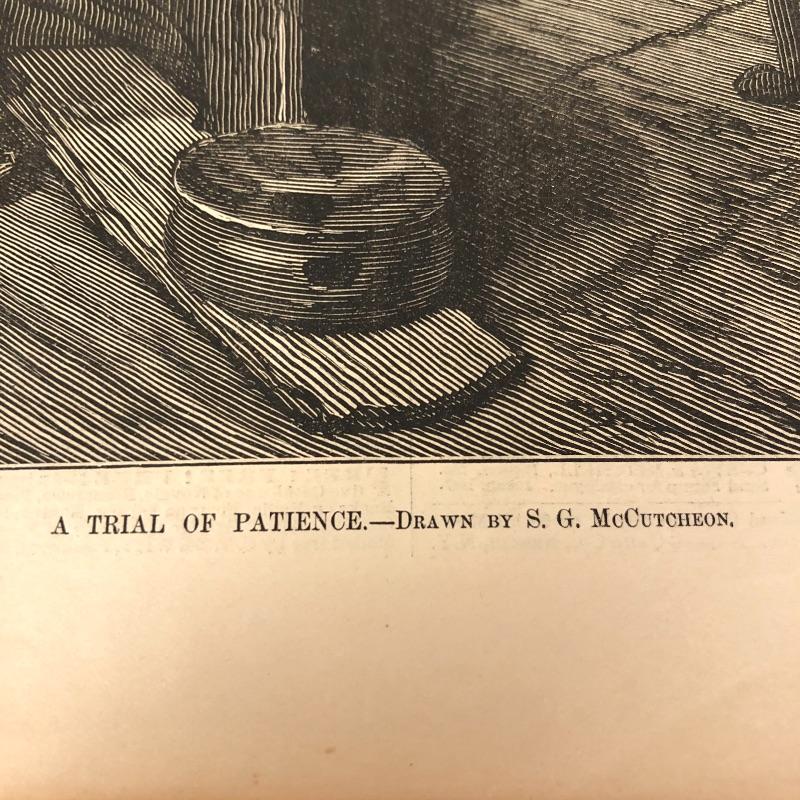 A TRIAL OF PATIENCE.—DRAWN BY S. G. MCCUTCHEON.